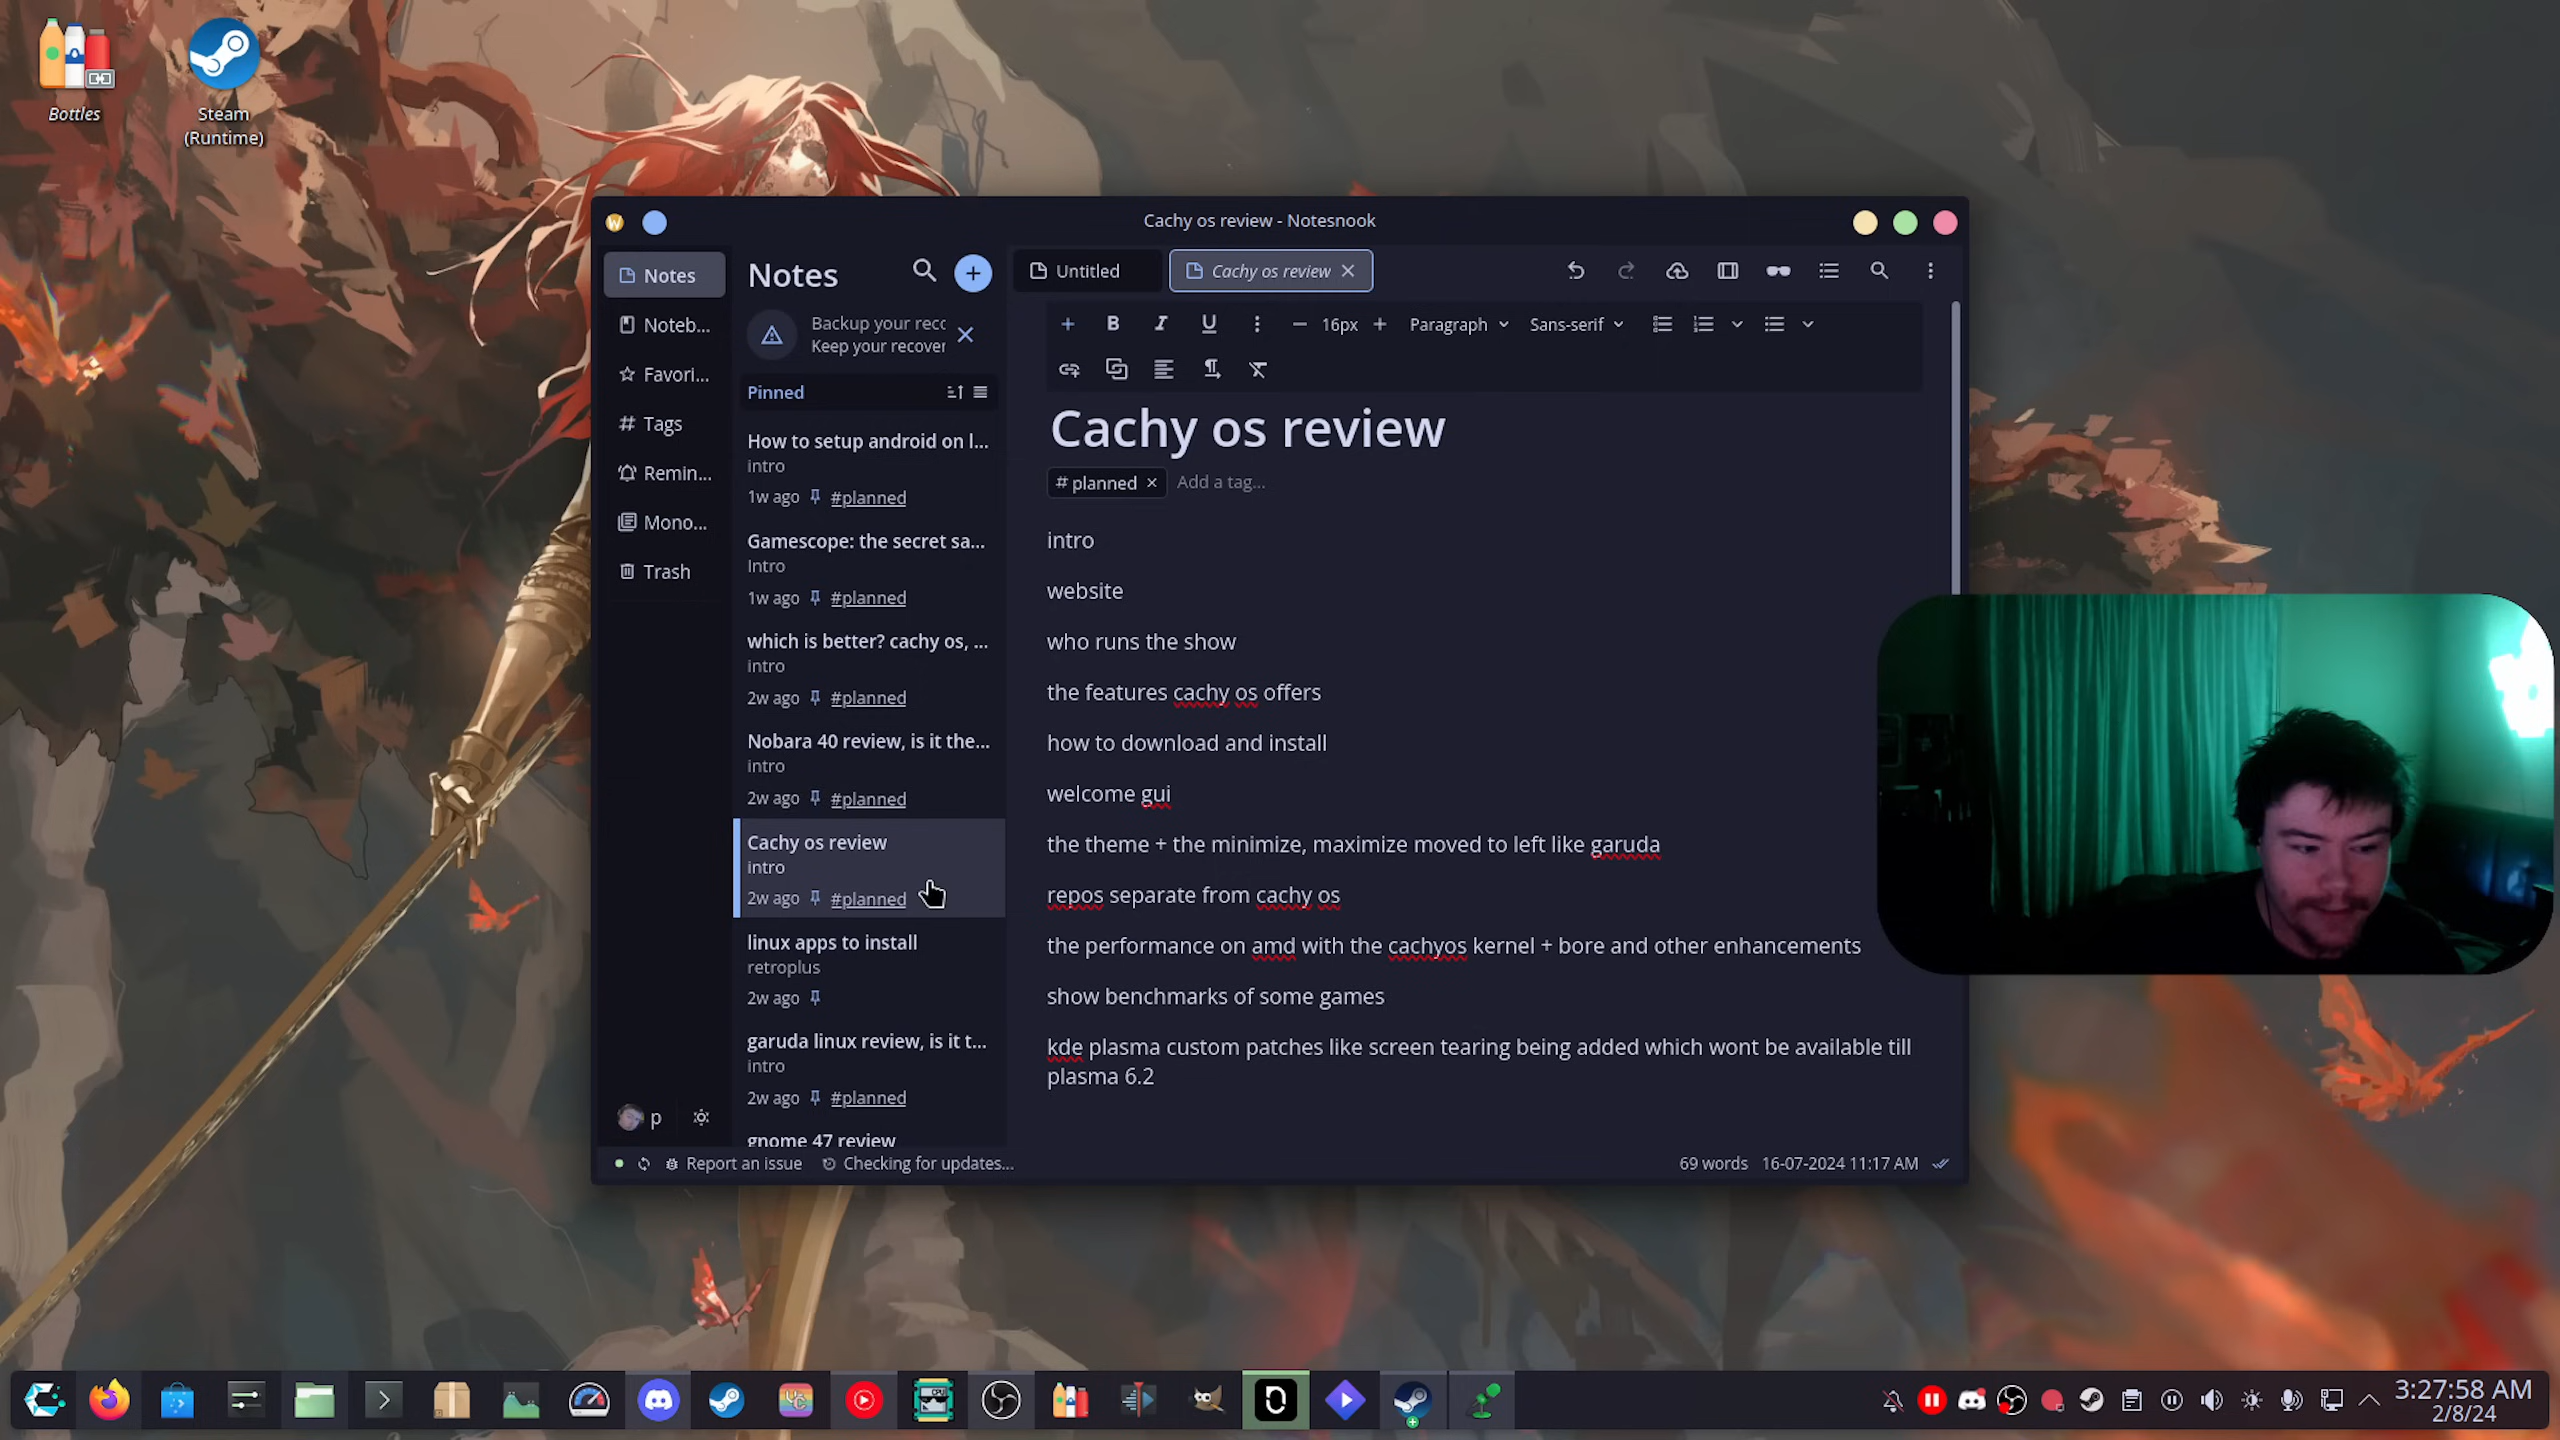 Bottles
Steam
(Runtime)
Cachy os review - Notesnook
Notes
Noteb...
Favori...
Tags
Remin...
Mono...
Trash
p
Notes
Backup your recc
Keep your recover
Pinned
How to setup android on l...
intro
1w ago #planned
Gamescope: the secret sa...
Intro
1w ago #planned
which is better? cachy os, ...
intro
2w ago #planned
Nobara 40 review, is it the...
intro
2w ago #planned
Cachy os review
intro
2w ago #planned
linux apps to install
retroplus
2w ago
garuda linux review, is it t...
intro
2w ago #planned
gnome 47 review
Untitled
Cachy os review
B I U 16px Paragraph Sans-serif
Cachy os review
# planned Add a tag...
intro
website
who runs the show
the features cachy os offers
how to download and install
welcome gui
the theme + the minimize, maximize moved to left like garuda
repos separate from cachy os
the performance on amd with the cachyos kernel + bore and other enhancements
show benchmarks of some games
kde plasma custom patches like screen tearing being added which wont be available till
plasma 6.2
Report an issue Checking for updates... 69 words 16-07-2024 11:17 AM
3:27:58 AM
2/8/24